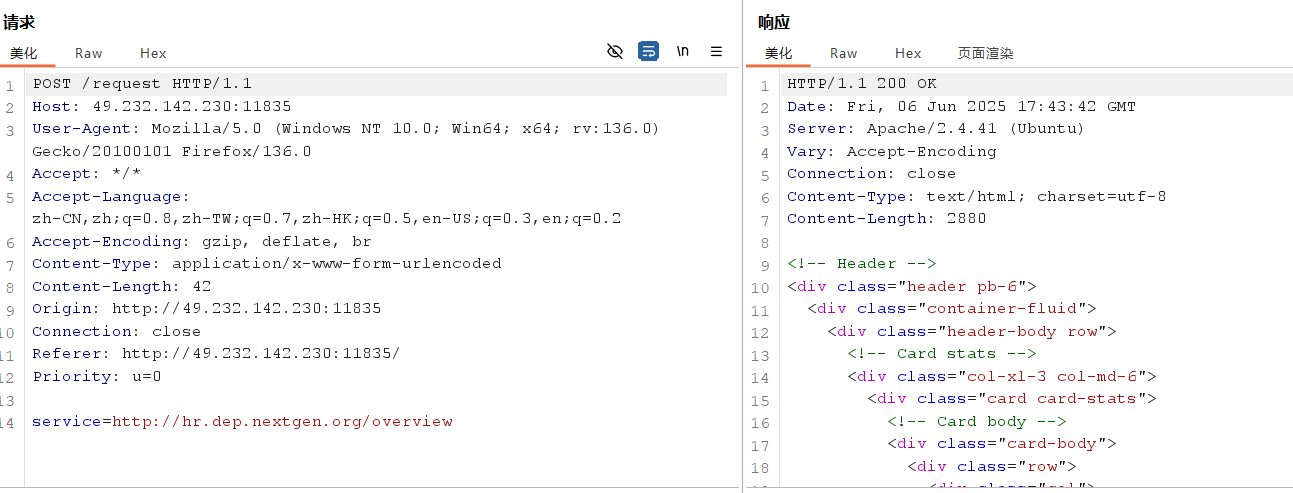 请求
美化 Raw Hex
\n
1 POST /request HTTP/1.1
2 Host: 49.232.142.230:11835
3 User-Agent: Mozilla/5.0 (Windows NT 10.0; Win64; x64; rv:136.0)
Gecko/20100101 Firefox/136.0
4 Accept: */*
5 Accept-Language:
zh-CN,zh;q=0.8,zh-TW;q=0.7,zh-HK;q=0.5,en-US;q=0.3,en;q=0.2
6 Accept-Encoding: gzip, deflate, br
7 Content-Type: application/x-www-form-urlencoded
8 Content-Length: 42
9 Origin: http://49.232.142.230:11835
10 Connection: close
11 Referer: http://49.232.142.230:11835/
12 Priority: u=0
13
14 service=http://hr.dep.nextgen.org/overview
响应
美化 Raw Hex 页面渲染
1 HTTP/1.1 200 OK
2 Date: Fri, 06 Jun 2025 17:43:42 GMT
3 Server: Apache/2.4.41 (Ubuntu)
4 Vary: Accept-Encoding
5 Connection: close
6 Content-Type: text/html; charset=utf-8
7 Content-Length: 2880
8
9 <!-- Header -->
10 <div class="header pb-6">
11 <div class="container-fluid">
12 <div class="header-body row">
13 <!-- Card stats -->
14 <div class="col-xl-3 col-md-6">
15 <div class="card card-stats">
16 <!-- Card body -->
17 <div class="card-body">
18 <div class="row">